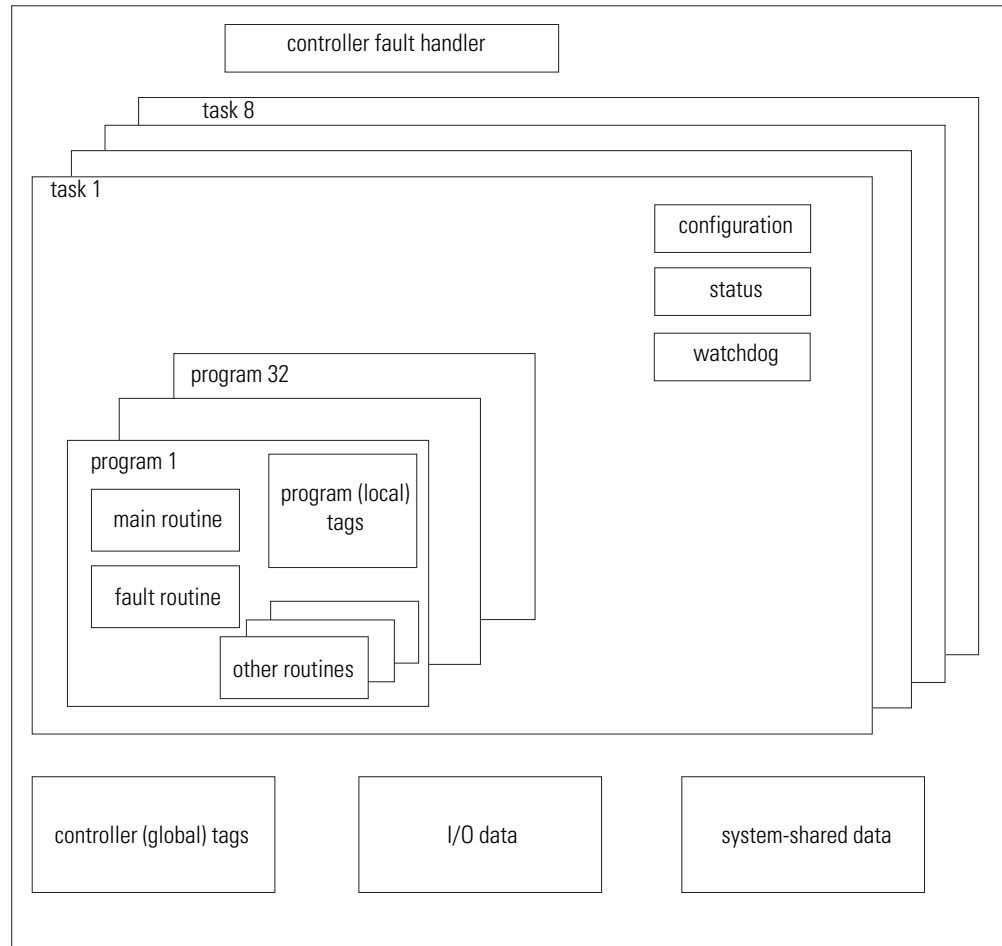 controller fault handler
task 8
task 1
configuration
status
watchdog
program 32
program 1
program (local)
tags
main routine
fault routine
other routines
controller (global) tags
I/O data
system-shared data